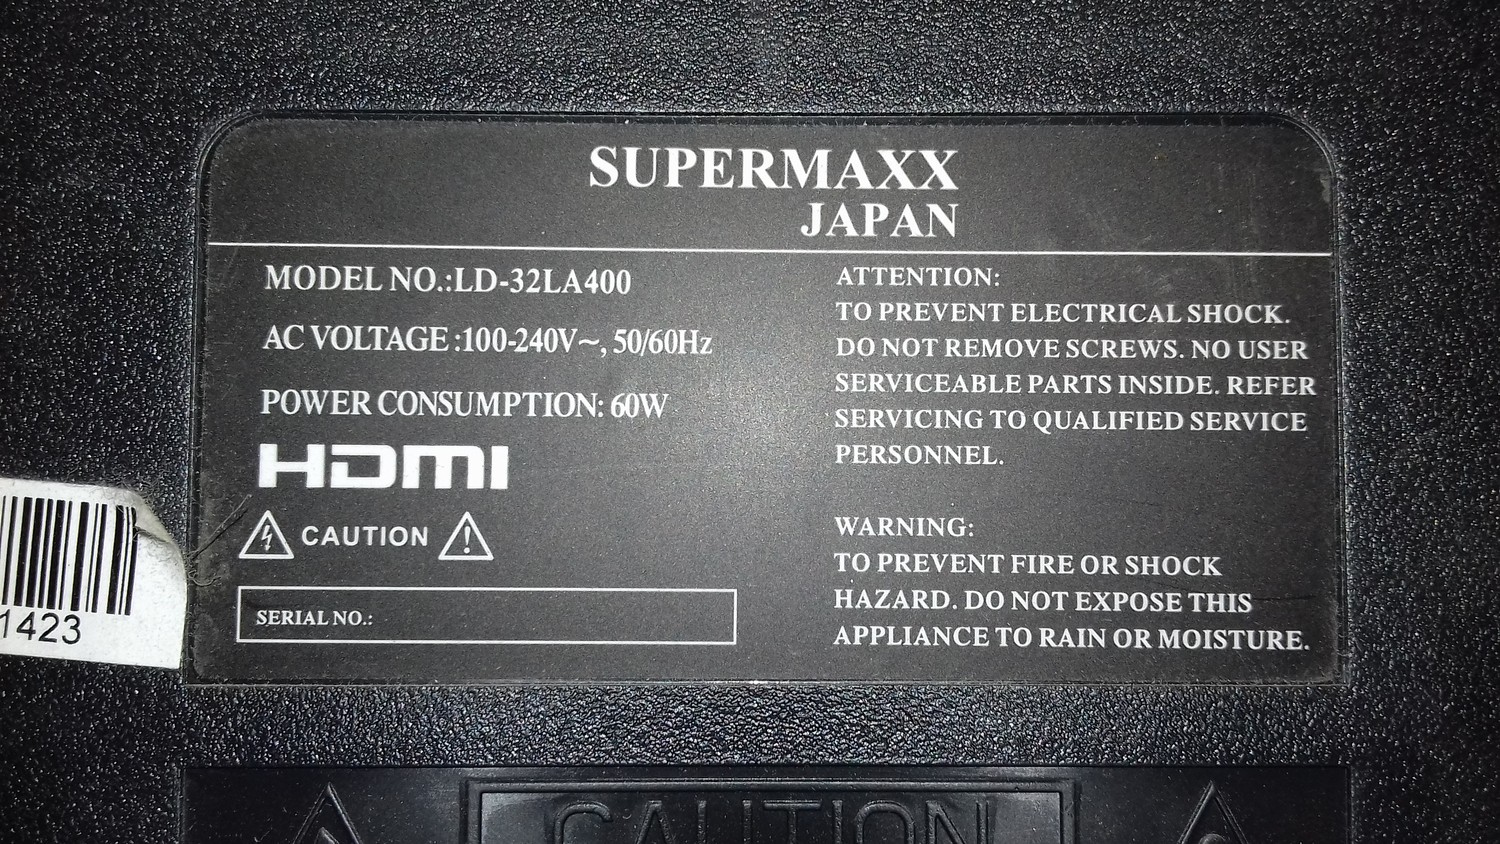 SUPERMAXX
JAPAN
MODEL NO.:LD-32LA400
AC VOLTAGE :100-240V~, 50/60Hz
POWER CONSUMPTION: 60W
HDMI
CAUTION
SERIAL NO.:
ATTENTION:
TO PREVENT ELECTRICAL SHOCK.
DO NOT REMOVE SCREWS. NO USER
SERVICEABLE PARTS INSIDE. REFER
SERVICING TO QUALIFIED SERVICE
PERSONNEL.
WARNING:
TO PREVENT FIRE OR SHOCK
HAZARD. DO NOT EXPOSE THIS
APPLIANCE TO RAIN OR MOISTURE.
1423
CAUTION